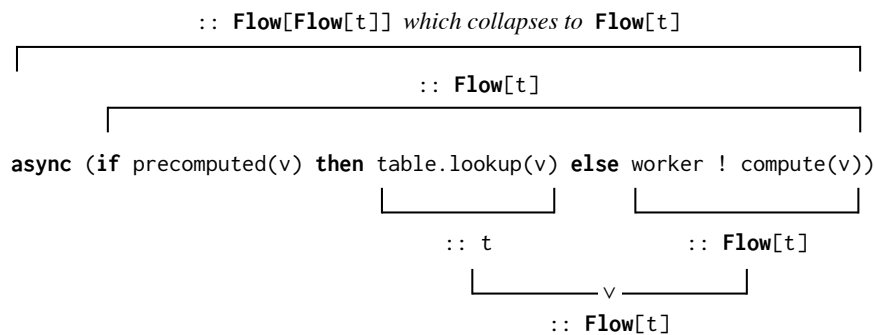 :: Flow[Flow[t]] which collapses to Flow[t]
:: Flow[t]
async (if precomputed(v) then table.lookup(v) else worker ! compute(v))
:: t :: Flow[t]
∨
:: Flow[t]